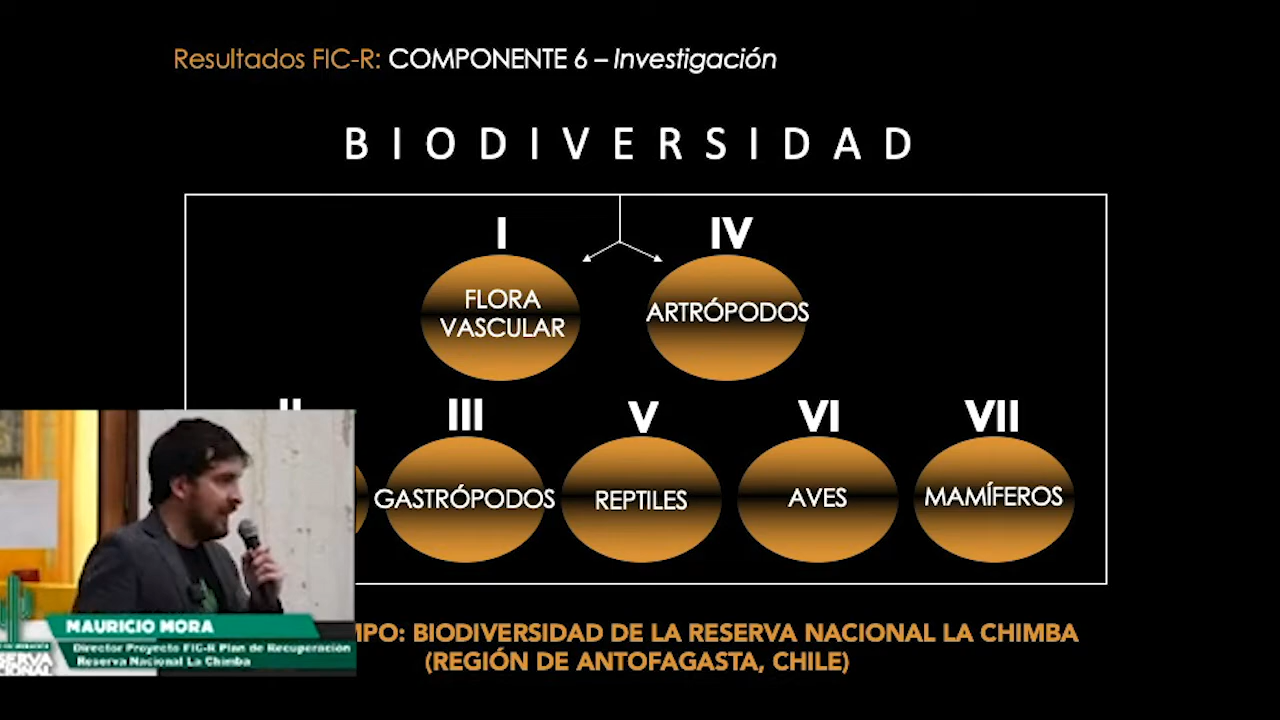 Resultados FIC-R: COMPONENTE 6 – Investigación
BIODIVERSIDAD
I
IV
FLORA
VASCULAR
ARTRÓPODOS
III
V
VI
VII
GASTRÓPODOS
REPTILES
AVES
MAMÍFEROS
MPO: BIODIVERSIDAD DE LA RESERVA NACIONAL LA CHIMBA
(REGIÓN DE ANTOFAGASTA, CHILE)
MAURICIO MORA
Director Proyecto FIC-R Plan de Recuperación
Reserva Nacional La Chimba